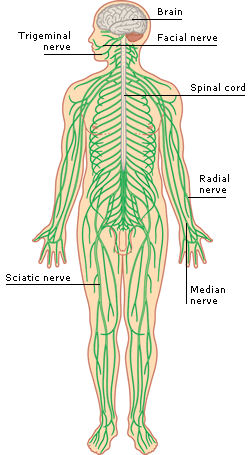 Brain
Trigeminal
nerve
Facial nerve
Spinal cord
Radial
nerve
Sciatic nerve
Median
nerve